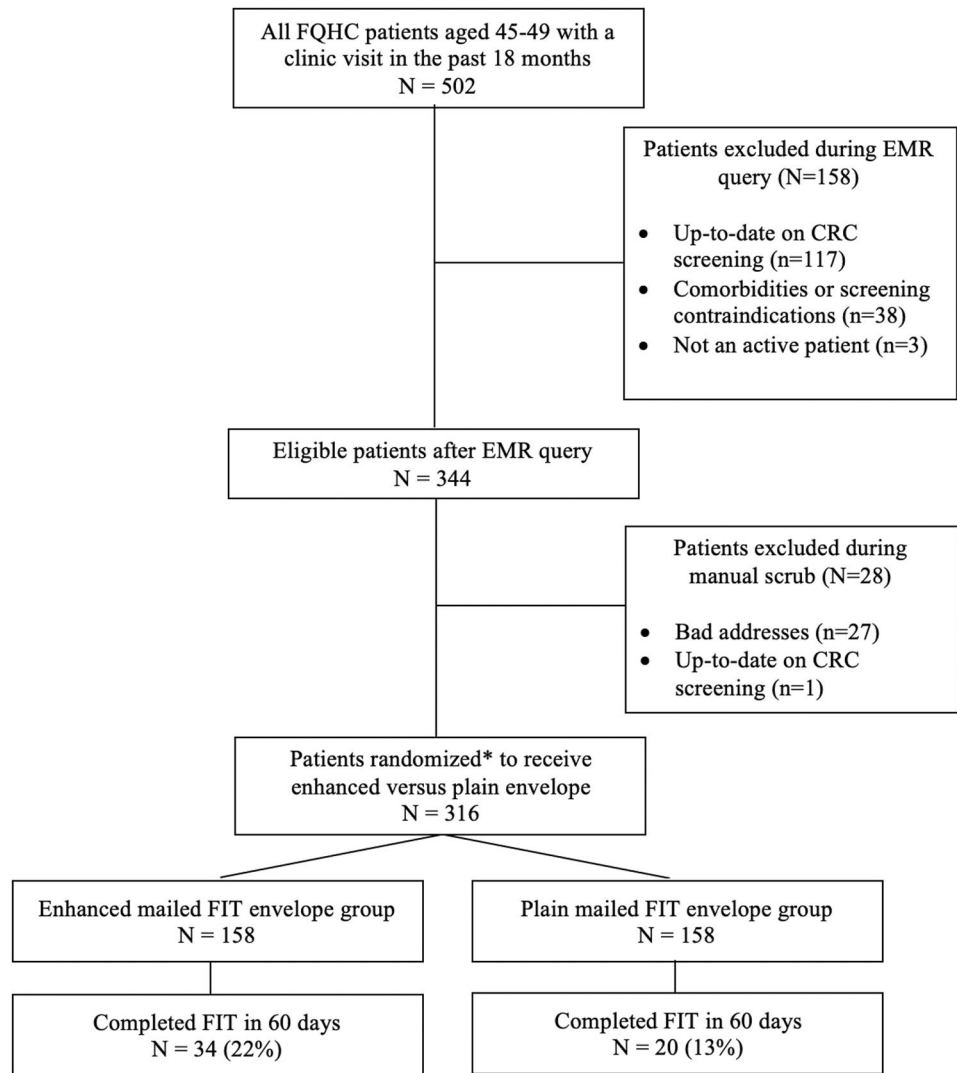 All FQHC patients aged 45-49 with a
clinic visit in the past 18 months
N = 502
Patients excluded during EMR
query (N=158)
• Up-to-date on CRC
screening (n=117)
• Comorbidities or screening
contraindications (n=38)
• Not an active patient (n=3)
Eligible patients after EMR query
N = 344
Patients excluded during
manual scrub (N=28)
• Bad addresses (n=27)
• Up-to-date on CRC
screening (n=1)
Patients randomized* to receive
enhanced versus plain envelope
N = 316
Enhanced mailed FIT envelope group
N = 158
Plain mailed FIT envelope group
N = 158
Completed FIT in 60 days
N = 34 (22%)
Completed FIT in 60 days
N = 20 (13%)